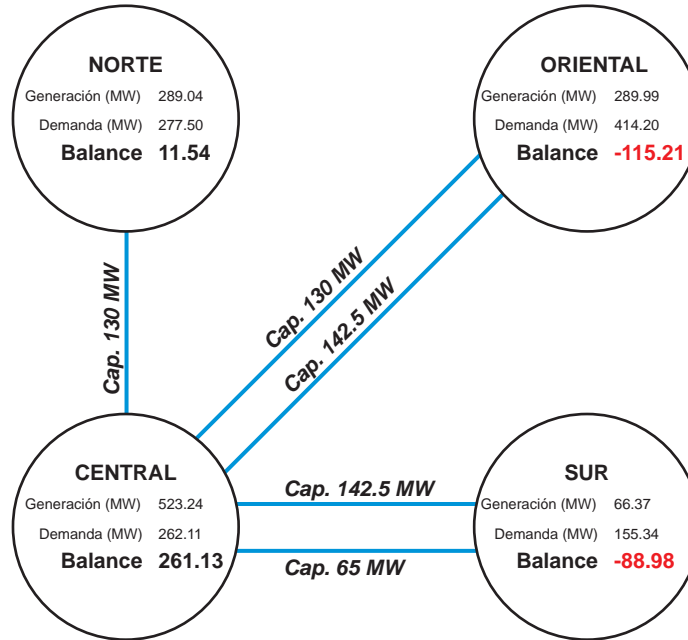 NORTE
Generación (MW) 289.04
Demanda (MW) 277.50
Balance 11.54
ORIENTAL
Generación (MW) 289.99
Demanda (MW) 414.20
Balance -115.21
Cap. 130 MW
Cap. 130 MW
Cap. 142.5 MW
CENTRAL
Generación (MW) 523.24
Demanda (MW) 262.11
Balance 261.13
Cap. 142.5 MW
Cap. 65 MW
SUR
Generación (MW) 66.37
Demanda (MW) 155.34
Balance -88.98